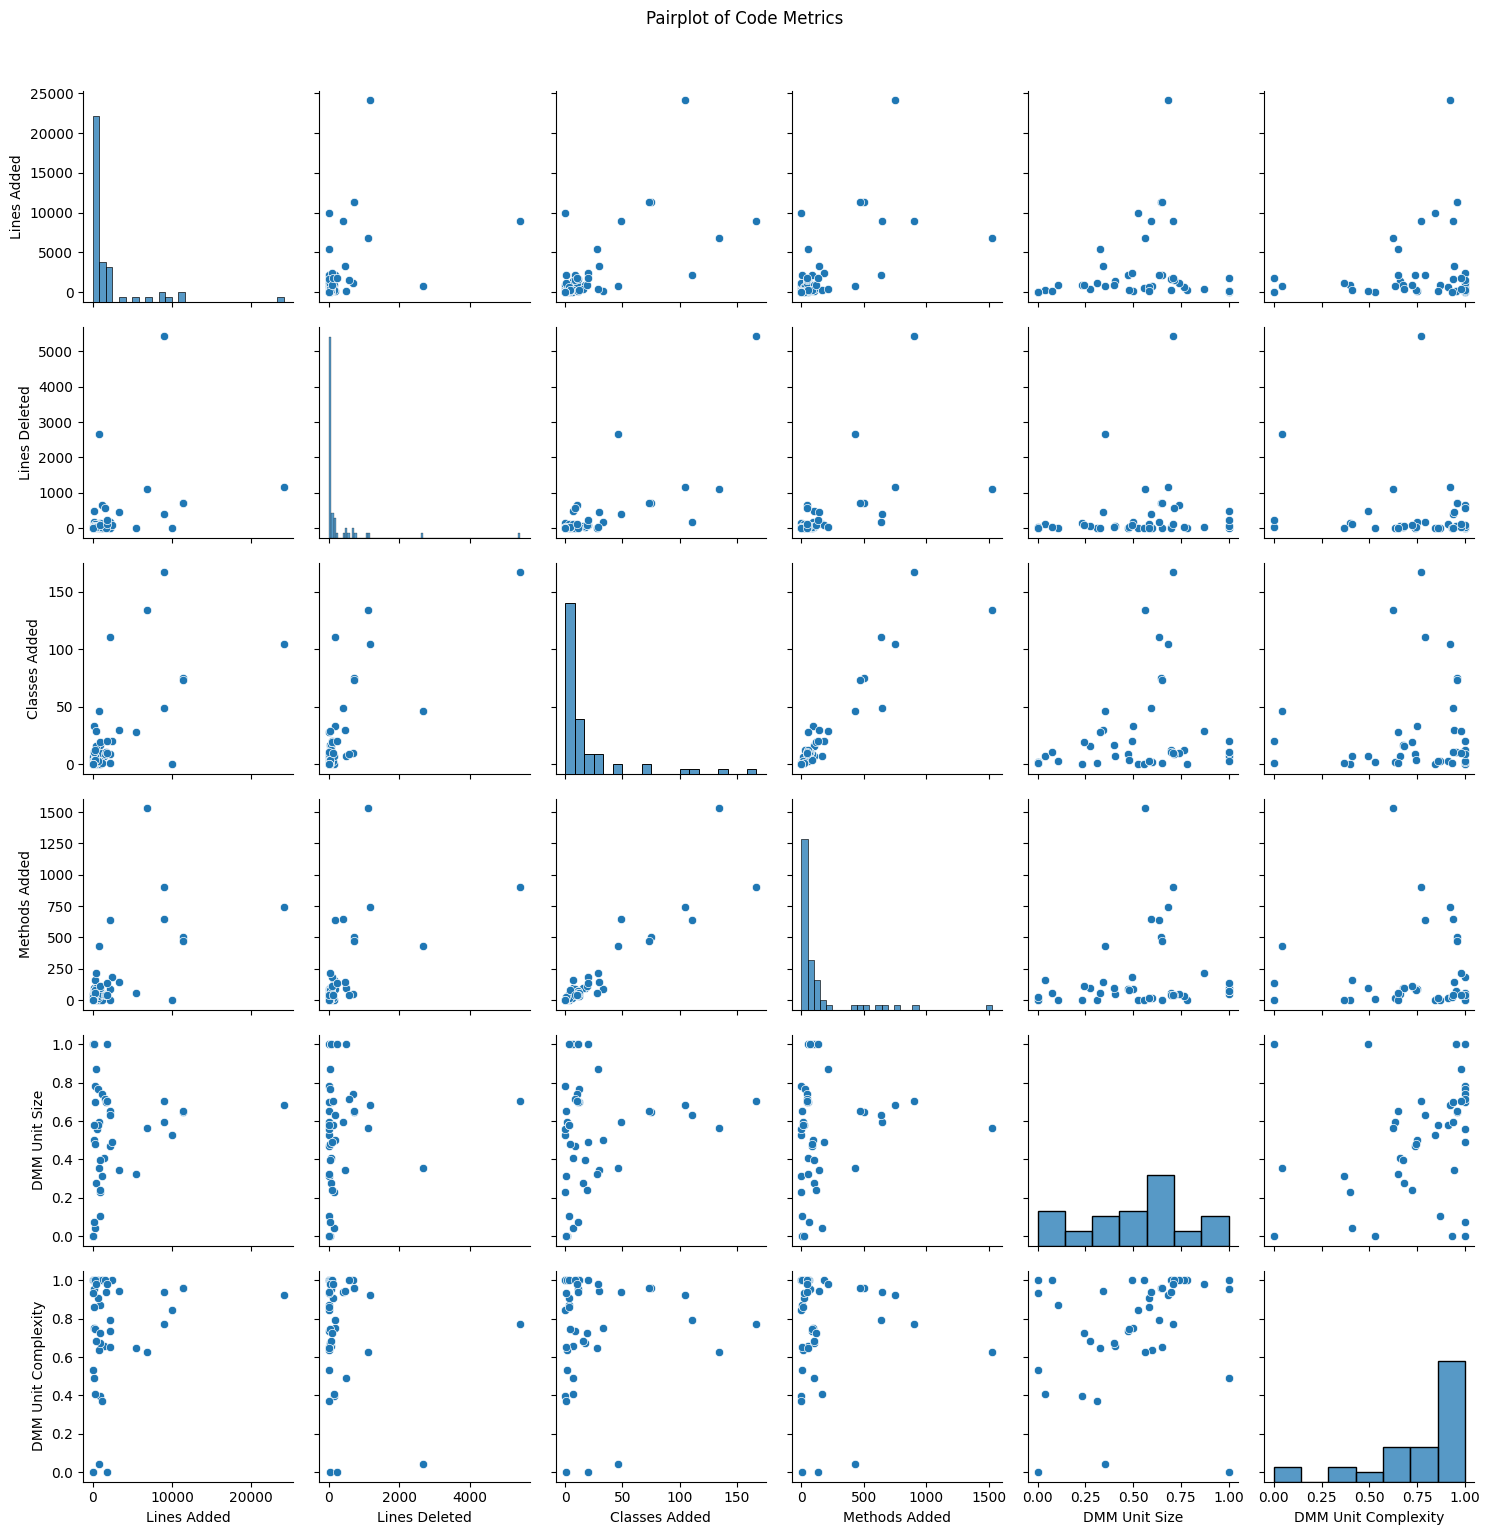 Pairplot of Code Metrics
25000
20000
15000
10000
5000
0
Lines Added
5000
4000
3000
2000
1000
0
Lines Deleted
150
100
50
0
Classes Added
1500
1250
1000
750
500
250
0
Methods Added
1.0
0.8
0.6
0.4
0.2
0.0
DMM Unit Size
1.0
0.8
0.6
0.4
0.2
0.0
DMM Unit Complexity
0 10000 20000
0 2000 4000
0 50 100 150
0 500 1000 1500
0.00 0.25 0.50 0.75 1.00
0.00 0.25 0.50 0.75 1.00
Lines Added
Lines Deleted
Classes Added
Methods Added
DMM Unit Size
DMM Unit Complexity